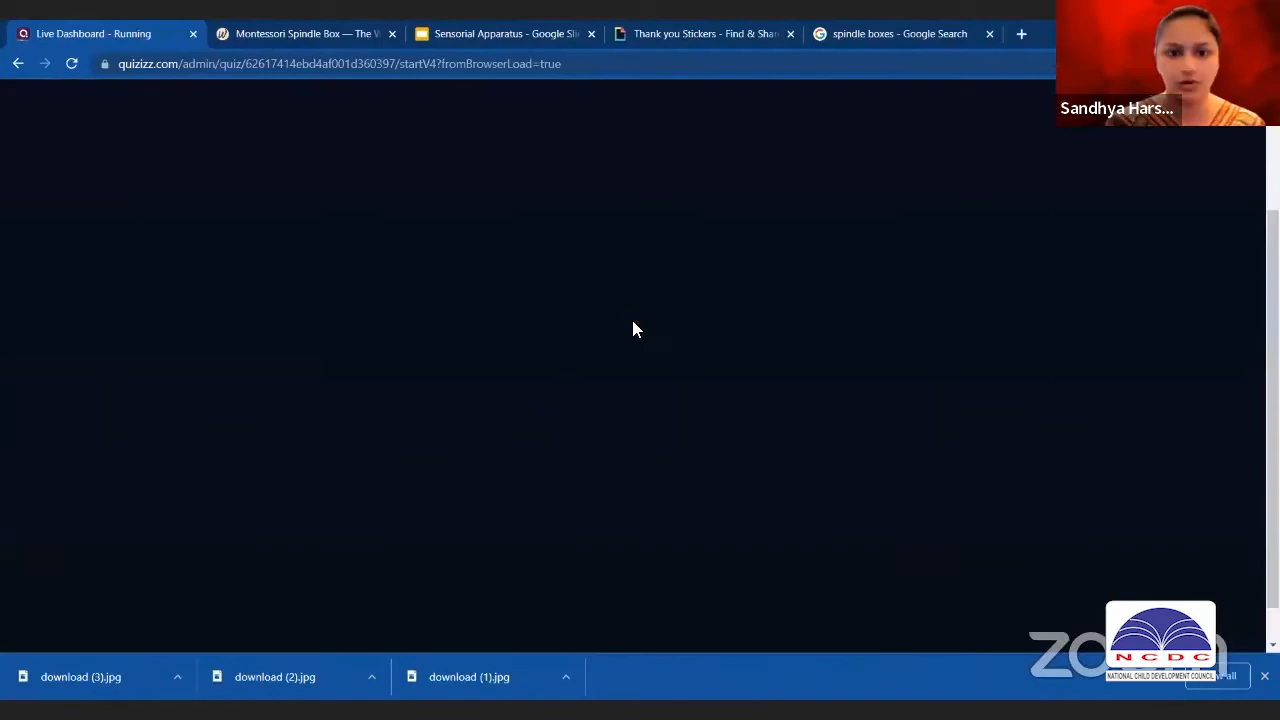 Live Dashboard - Running
Montessori Spindle Box — The W
Sensorial Apparatus - Google Sli
Thank you Stickers - Find & Shar
spindle boxes - Google Search
quizizz.com/admin/quiz/62617414ebd4af001d360397/startV4?fromBrowserLoad=true
Sandhya Hars...
download (3).jpg
download (2).jpg
download (1).jpg
zoom
all
NCDC
NATIONAL CHILD DEVELOPMENT COUNCIL